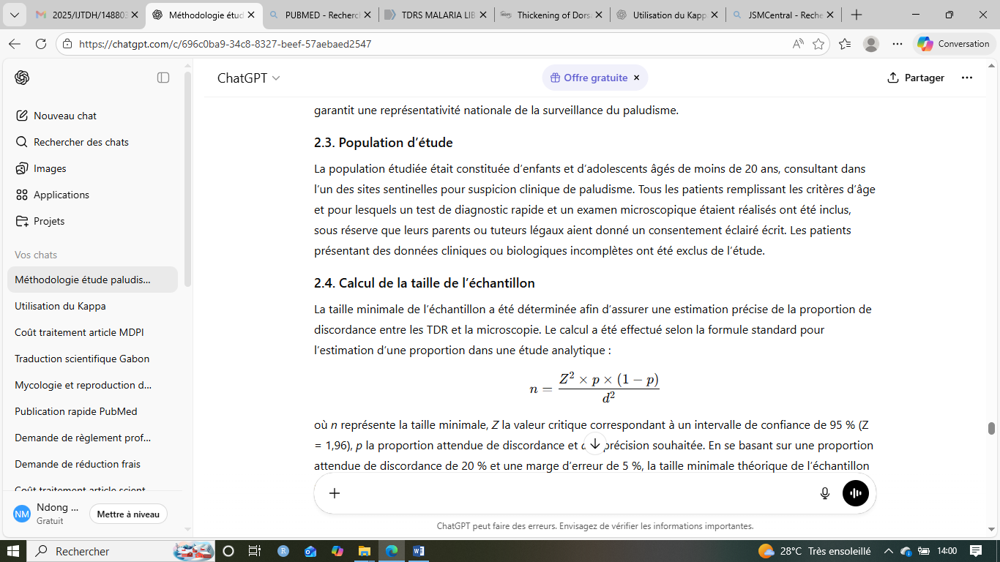 2025/IJTDH/148803
Méthodologie étud
PUBMED - Recherc
TDRS MALARIA LIB
Thickening of Dors
Utilisation du Kapp
JSMCentral - Reche
https://chatgpt.com/c/696c0ba9-34c8-8327-beef-57aebaed2547
Conversation
ChatGPT
Offre gratuite
Partager
Nouveau chat
Rechercher des chats
Images
Applications
Projets
Vos chats
Méthodologie étude paludis...
Utilisation du Kappa
Coût traitement article MDPI
Traduction scientifique Gabon
Mycologie et reproduction d...
Publication rapide PubMed
Demande de règlement prof...
Demande de réduction frais
Coût traitement article scient
NM
Ndong ...
Gratuit
Mettre à niveau
garantit une représentativité nationale de la surveillance du paludisme.
2.3. Population d’étude
La population étudiée était constituée d’enfants et d’adolescents âgés de moins de 20 ans, consultant dans
l’un des sites sentinelles pour suspicion clinique de paludisme. Tous les patients remplissant les critères d’âge
et pour lesquels un test de diagnostic rapide et un examen microscopique étaient réalisés ont été inclus,
sous réserve que leurs parents ou tuteurs légaux aient donné un consentement éclairé écrit. Les patients
présentant des données cliniques ou biologiques incomplètes ont été exclus de l’étude.
2.4. Calcul de la taille de l’échantillon
La taille minimale de l’échantillon a été déterminée afin d’assurer une estimation précise de la proportion de
discordance entre les TDR et la microscopie. Le calcul a été effectué selon la formule standard pour
l’estimation d’une proportion dans une étude analytique :
n = Z² × p × (1 − p) / d²
où n représente la taille minimale, Z la valeur critique correspondant à un intervalle de confiance de 95 % (Z
= 1,96), p la proportion attendue de discordance et précision souhaitée. En se basant sur une proportion
attendue de discordance de 20 % et une marge d’erreur de 5 %, la taille minimale théorique de l’échantillon
ChatGPT peut faire des erreurs. Envisagez de vérifier les informations importantes.
Rechercher
28°C Très ensoleillé
14:00